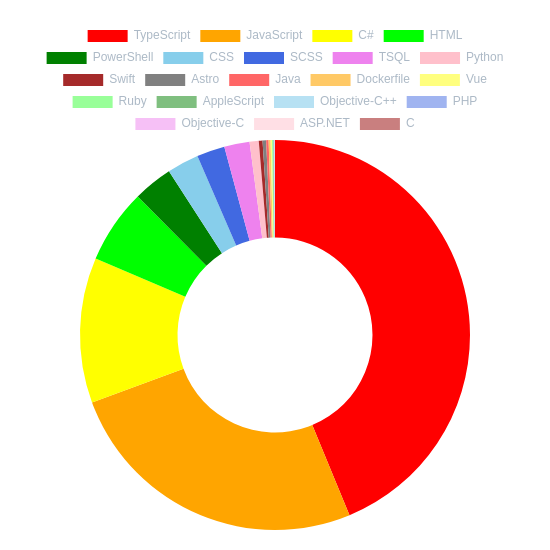 TypeScript JavaScript C# HTML
PowerShell CSS SCSS TSQL Python
Swift Astro Java Dockerfile Vue
Ruby AppleScript Objective-C++ PHP
Objective-C ASP.NET C